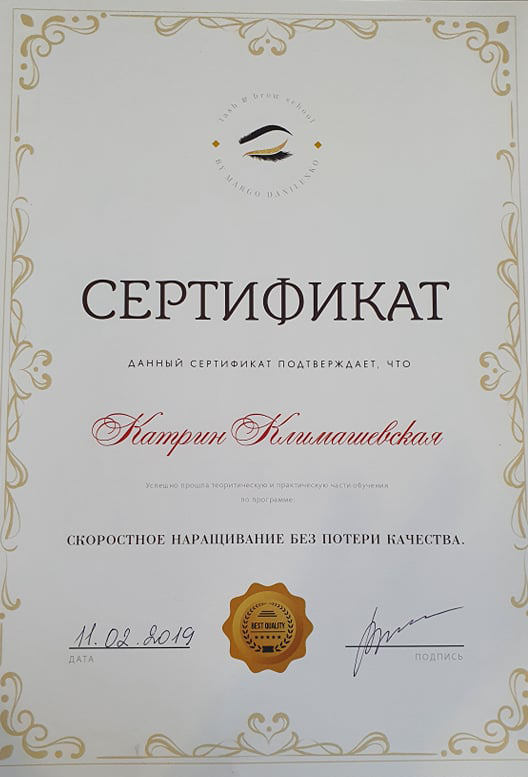 lash & brow school
BY MARGO DANILENKO
СЕРТИФИКАТ
ДАННЫЙ СЕРТИФИКАТ ПОДТВЕРЖДАЕТ, ЧТО
Катрин Климашевская
Успешно прошла теоритическую и практическую части обучения
по программе:
СКОРОСТНОЕ НАРАЩИВАНИЕ БЕЗ ПОТЕРИ КАЧЕСТВА.
BEST QUALITY
11.02.2019
ДАТА
ПОДПИСЬ